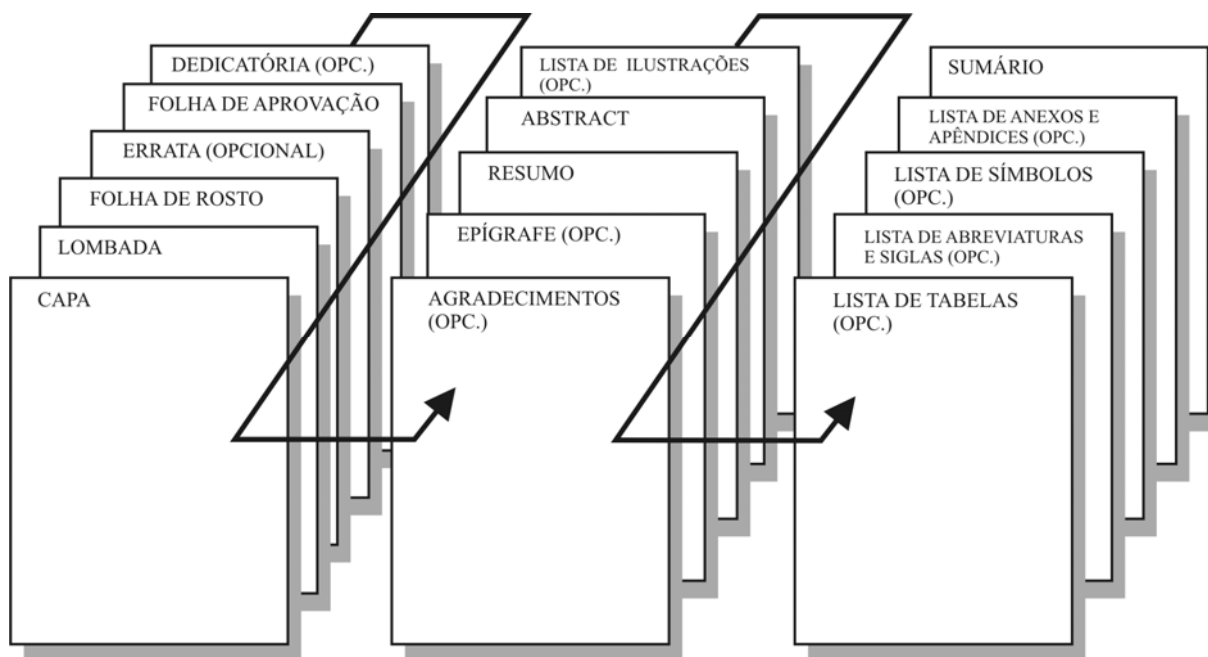 DEDICATÓRIA (OPC.)
FOLHA DE APROVAÇÃO
ERRATA (OPCIONAL)
FOLHA DE ROSTO
LOMBADA
CAPA
LISTA DE ILUSTRAÇÕES
(OPC.)
ABSTRACT
RESUMO
EPÍGRAFE (OPC.)
AGRADECIMENTOS
(OPC.)
SUMÁRIO
LISTA DE ANEXOS E
APÊNDICES (OPC.)
LISTA DE SÍMBOLOS
(OPC.)
LISTA DE ABREVIATURAS
E SIGLAS (OPC.)
LISTA DE TABELAS
(OPC.)